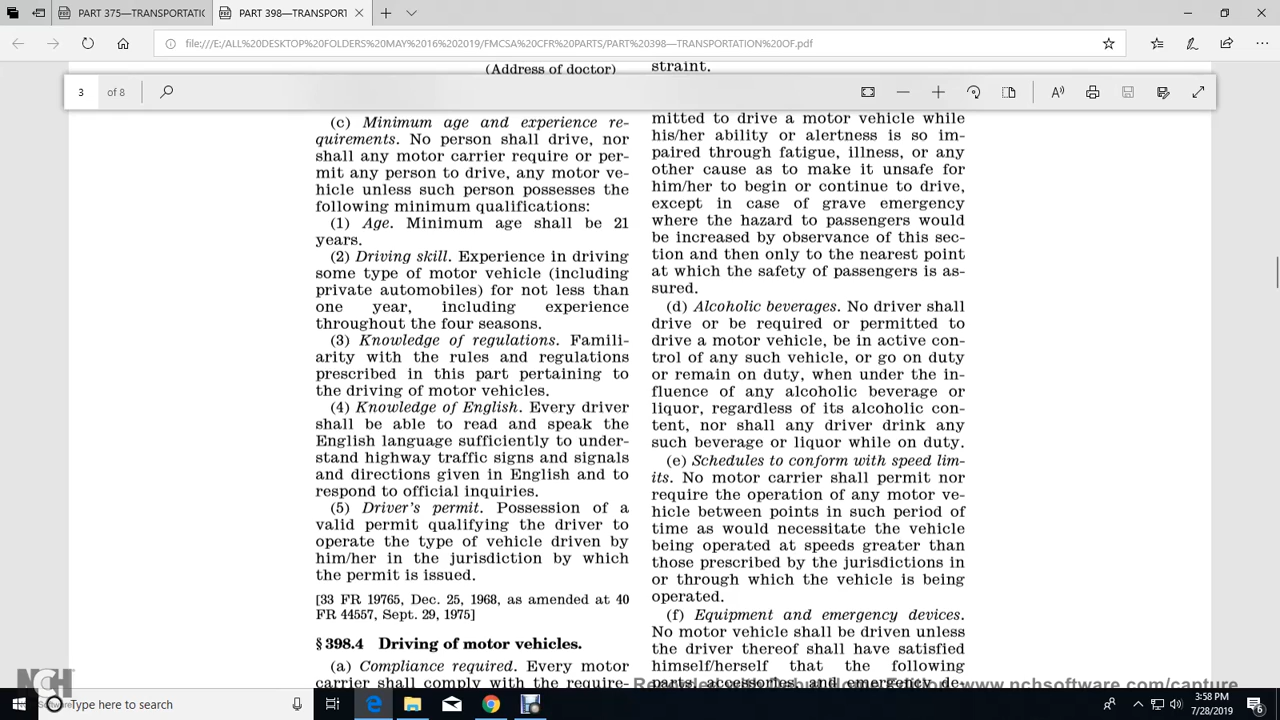 PART 375—TRANSPORTATIC
PART 398—TRANSPORT
file:///E:/ALL%20DESKTOP%20FOLDERS%20MAY%2016%202019/FMCSA%20CFR%20PARTS/PART%20398—TRANSPORTATION%20OF.pdf
3 of 8
(Address of doctor)
(c) Minimum age and experience re-
quirements. No person shall drive, nor
shall any motor carrier require or per-
mit any person to drive, any motor ve-
hicle unless such person possesses the
following minimum qualifications:
(1) Age. Minimum age shall be 21
years.
(2) Driving skill. Experience in driving
some type of motor vehicle (including
private automobiles) for not less than
one year, including experience
throughout the four seasons.
(3) Knowledge of regulations. Famili-
arity with the rules and regulations
prescribed in this part pertaining to
the driving of motor vehicles.
(4) Knowledge of English. Every driver
shall be able to read and speak the
English language sufficiently to under-
stand highway traffic signs and signals
and directions given in English and to
respond to official inquiries.
(5) Driver's permit. Possession of a
valid permit qualifying the driver to
operate the type of vehicle driven by
him/her in the jurisdiction by which
the permit is issued.
[33 FR 19765, Dec. 25, 1968, as amended at 40
FR 44557, Sept. 29, 1975]
§ 398.4 Driving of motor vehicles.
(a) Compliance required. Every motor
carrier shall comply with the require-
straint.
mitted to drive a motor vehicle while
his/her ability or alertness is so im-
paired through fatigue, illness, or any
other cause as to make it unsafe for
him/her to begin or continue to drive,
except in case of grave emergency
where the hazard to passengers would
be increased by observance of this sec-
tion and then only to the nearest point
at which the safety of passengers is as-
sured.
(d) Alcoholic beverages. No driver shall
drive or be required or permitted to
drive a motor vehicle, be in active con-
trol of any such vehicle, or go on duty
or remain on duty, when under the in-
fluence of any alcoholic beverage or
liquor, regardless of its alcoholic con-
tent, nor shall any driver drink any
such beverage or liquor while on duty.
(e) Schedules to conform with speed lim-
its. No motor carrier shall permit nor
require the operation of any motor ve-
hicle between points in such period of
time as would necessitate the vehicle
being operated at speeds greater than
those prescribed by the jurisdictions in
or through which the vehicle is being
operated.
(f) Equipment and emergency devices.
No motor vehicle shall be driven unless
the driver thereof shall have satisfied
himself/herself that the following
parts, accessories, and emergency de-
www.nchsoftware.com/capture
NCH
Software
Type here to search
3:58 PM
7/28/2019
6